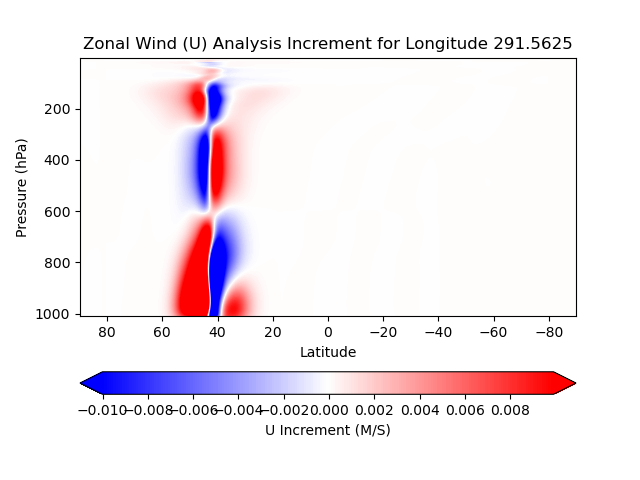 Zonal Wind (U) Analysis Increment for Longitude 291.5625
Pressure (hPa)
200
400
600
800
1000
80 60 40 20 0 −20 −40 −60 −80
Latitude
−0.010 −0.008 −0.006 −0.004 −0.002 0.000 0.002 0.004 0.006 0.008
U Increment (M/S)